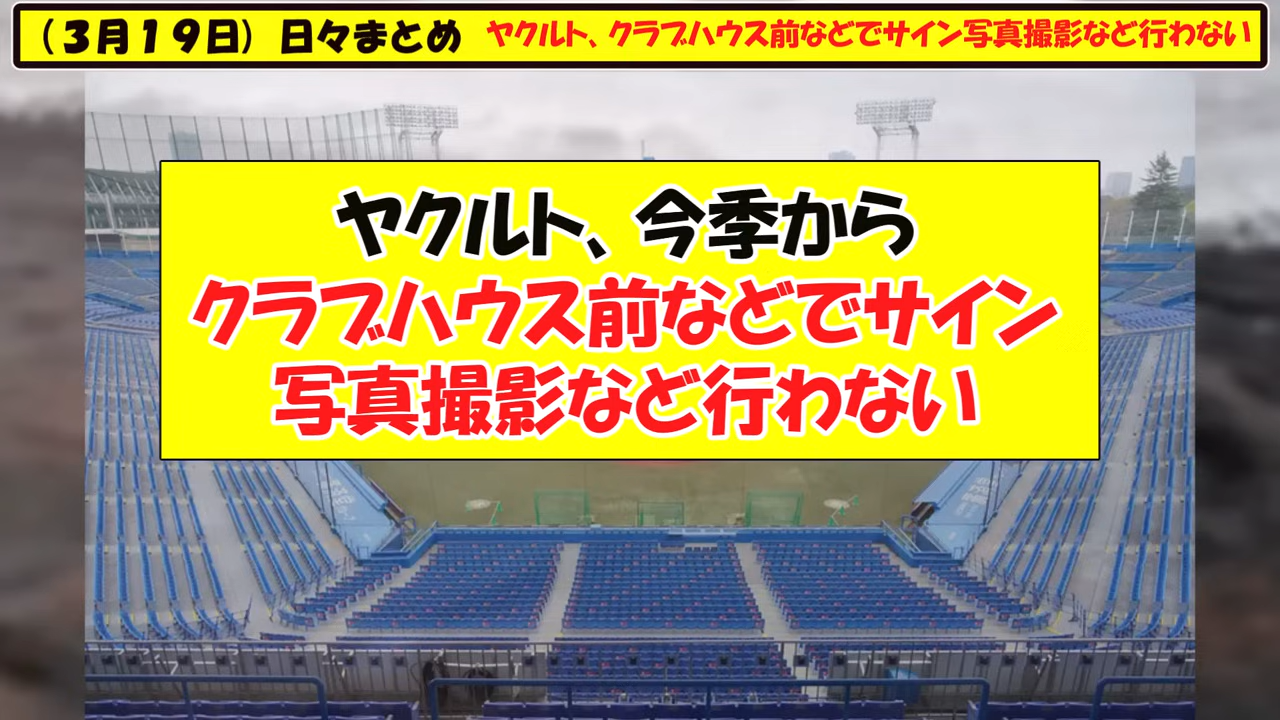 (３月１９日) 日々まとめ ヤクルト、クラブハウス前などでサイン写真撮影など行わない
ヤクルト、今季から
クラブハウス前などでサイン
写真撮影など行わない